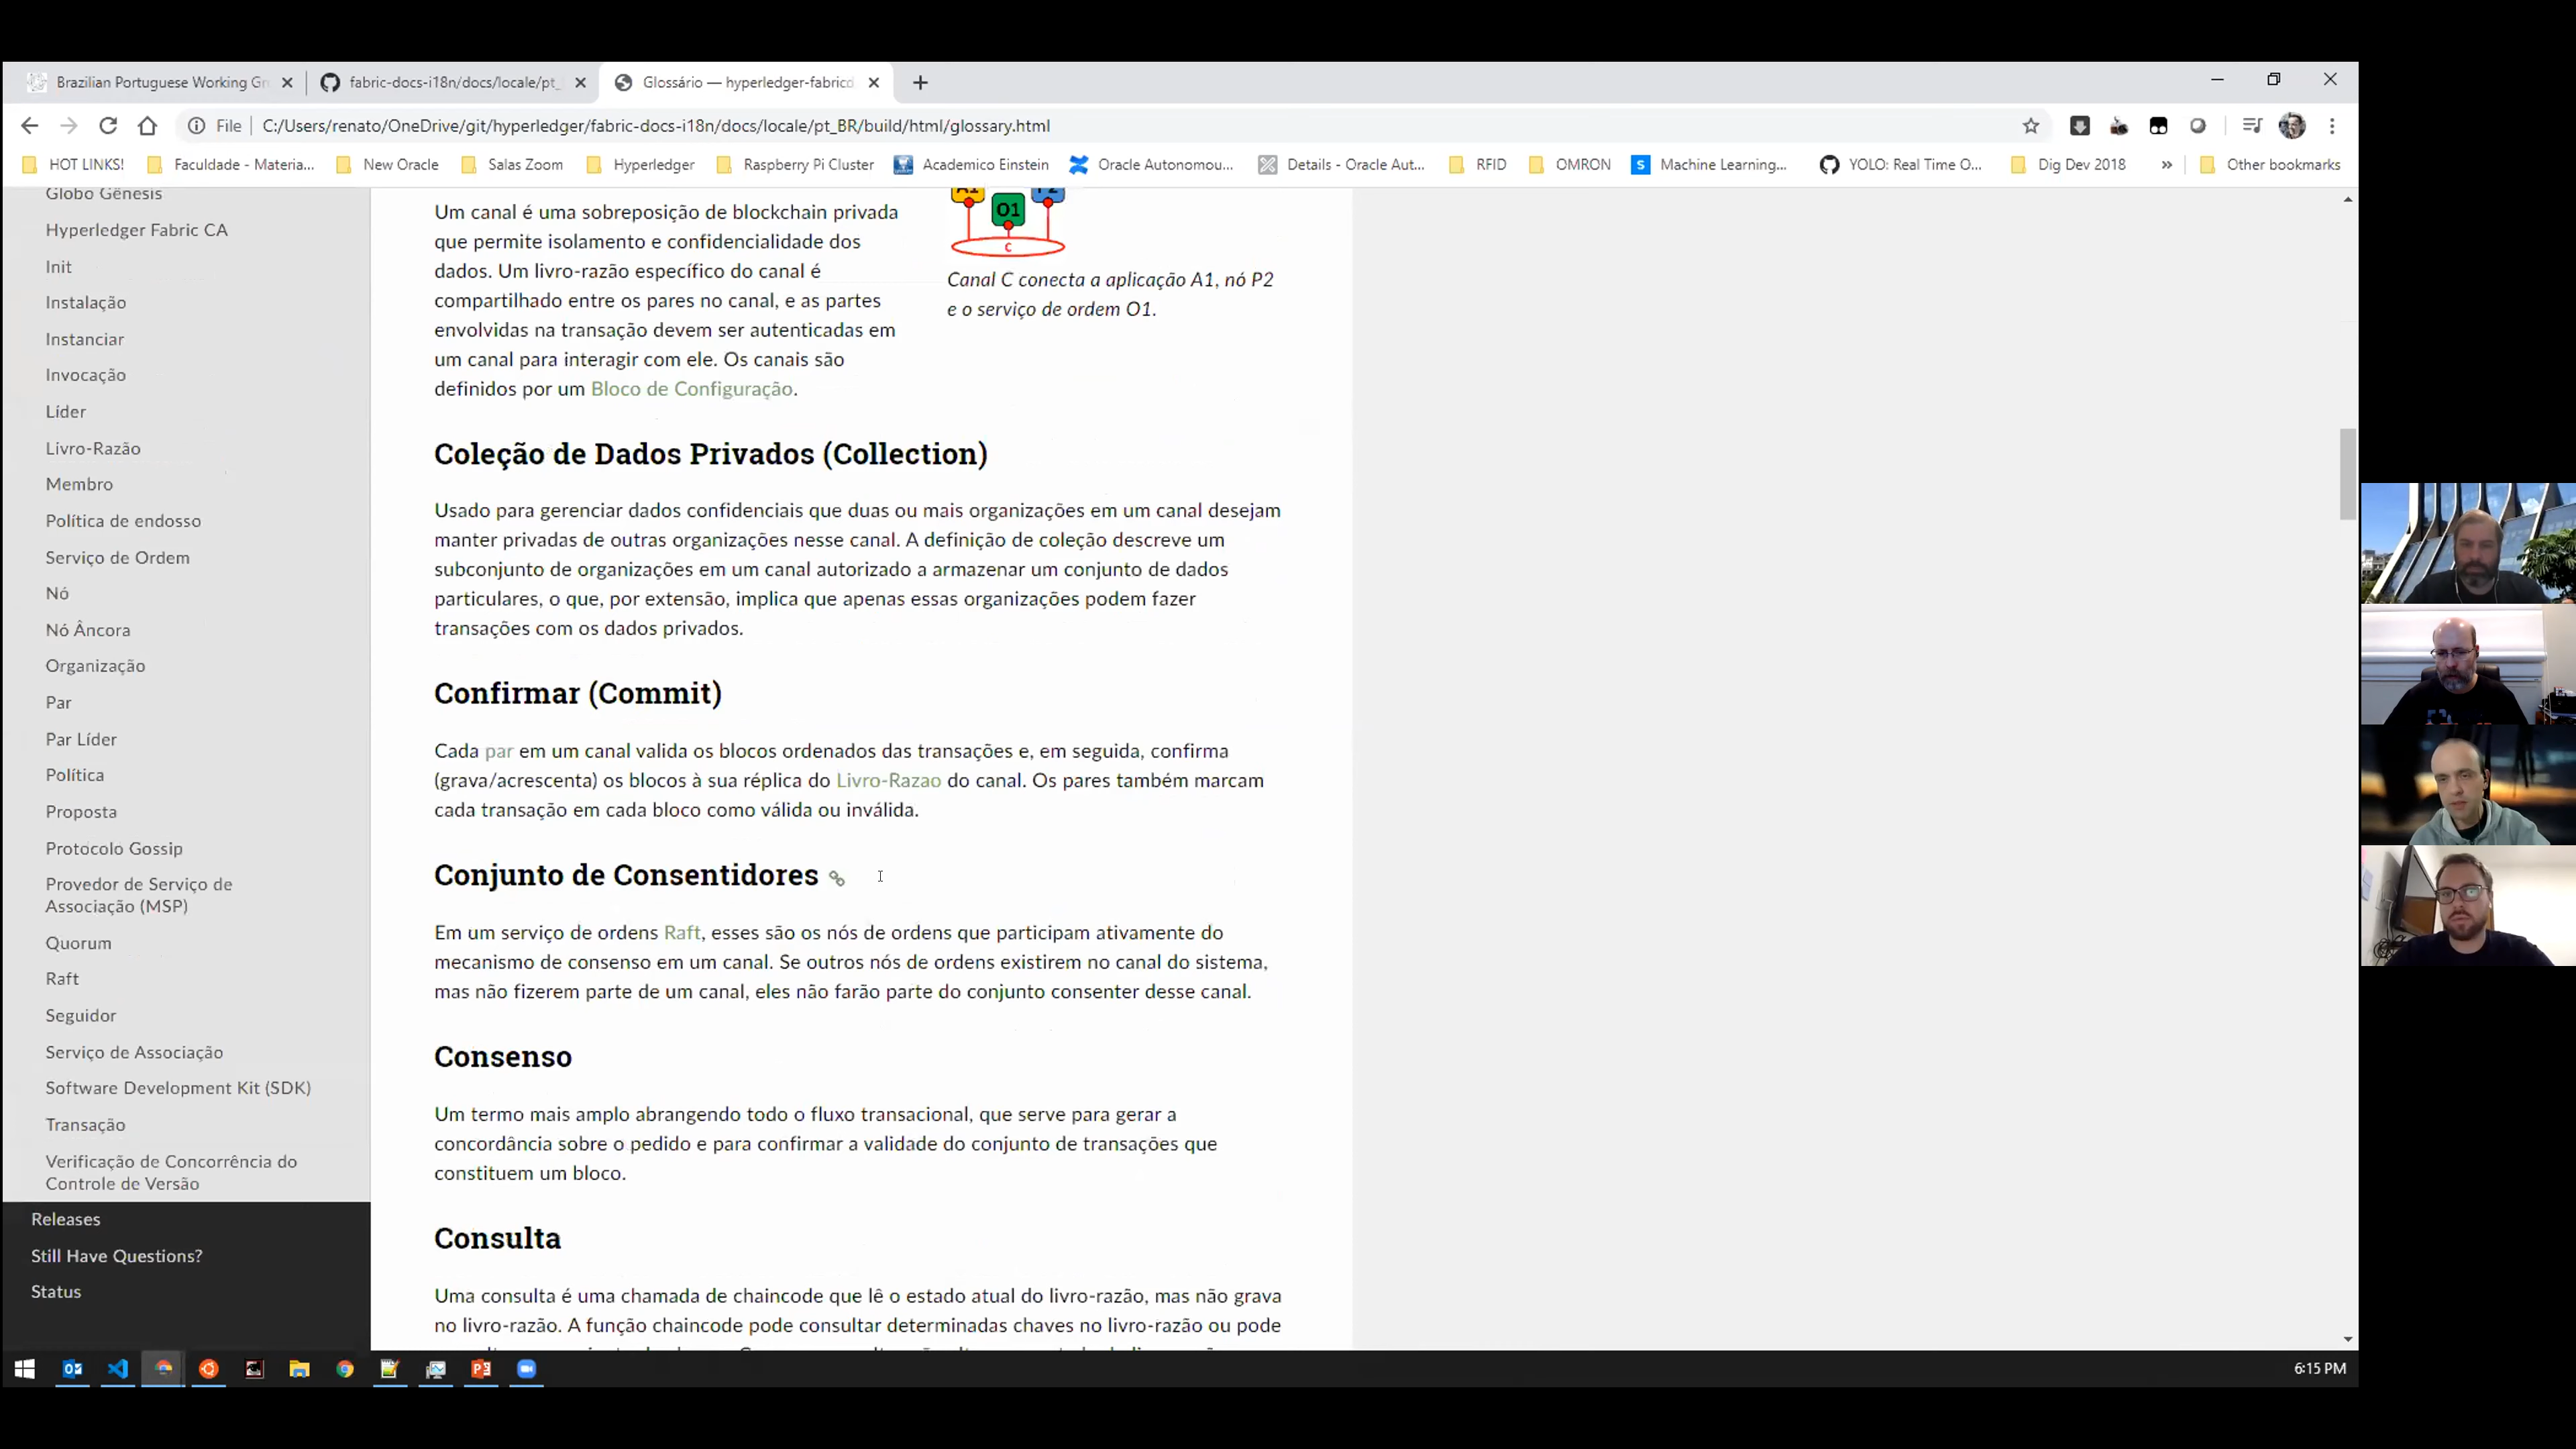 Brazilian Portuguese Working Gr
fabric-docs-i18n/docs/locale/pt_
Glossário — hyperledger-fabricd
File
C:/Users/renato/OneDrive/git/hyperledger/fabric-docs-i18n/docs/locale/pt_BR/build/html/glossary.html
HOT LINKS!
Faculdade - Materia...
New Oracle
Salas Zoom
Hyperledger
Raspberry Pi Cluster
Academico Einstein
Oracle Autonomou...
Details - Oracle Aut...
RFID
OMRON
Machine Learning...
YOLO: Real Time O...
Dig Dev 2018
»
Other bookmarks
Globo Gênesis
Hyperledger Fabric CA
Init
Instalação
Instanciar
Invocação
Líder
Livro-Razão
Membro
Política de endosso
Serviço de Ordem
Nó
Nó Âncora
Organização
Par
Par Líder
Política
Proposta
Protocolo Gossip
Provedor de Serviço de
Associação (MSP)
Quorum
Raft
Seguidor
Serviço de Associação
Software Development Kit (SDK)
Transação
Verificação de Concorrência do
Controle de Versão
Releases
Still Have Questions?
Status
Um canal é uma sobreposição de blockchain privada
que permite isolamento e confidencialidade dos
dados. Um livro-razão específico do canal é
compartilhado entre os pares no canal, e as partes
envolvidas na transação devem ser autenticadas em
um canal para interagir com ele. Os canais são
definidos por um Bloco de Configuração.
A1
P2
O1
C
Canal C conecta a aplicação A1, nó P2
e o serviço de ordem O1.
Coleção de Dados Privados (Collection)
Usado para gerenciar dados confidenciais que duas ou mais organizações em um canal desejam
manter privadas de outras organizações nesse canal. A definição de coleção descreve um
subconjunto de organizações em um canal autorizado a armazenar um conjunto de dados
particulares, o que, por extensão, implica que apenas essas organizações podem fazer
transações com os dados privados.
Confirmar (Commit)
Cada par em um canal valida os blocos ordenados das transações e, em seguida, confirma
(grava/acrescenta) os blocos à sua réplica do Livro-Razao do canal. Os pares também marcam
cada transação em cada bloco como válida ou inválida.
Conjunto de Consentidores
Em um serviço de ordens Raft, esses são os nós de ordens que participam ativamente do
mecanismo de consenso em um canal. Se outros nós de ordens existirem no canal do sistema,
mas não fizerem parte de um canal, eles não farão parte do conjunto consenter desse canal.
Consenso
Um termo mais amplo abrangendo todo o fluxo transacional, que serve para gerar a
concordância sobre o pedido e para confirmar a validade do conjunto de transações que
constituem um bloco.
Consulta
Uma consulta é uma chamada de chaincode que lê o estado atual do livro-razão, mas não grava
no livro-razão. A função chaincode pode consultar determinadas chaves no livro-razão ou pode
6:15 PM